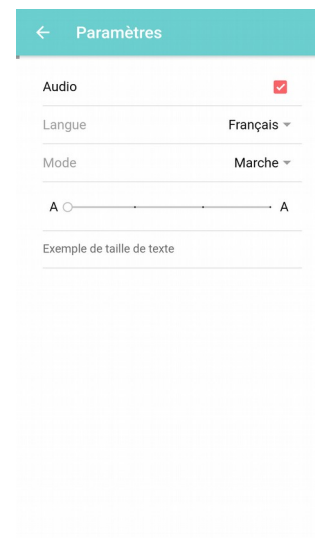 Paramètres
Audio
Langue Français
Mode Marche
A A
Exemple de taille de texte